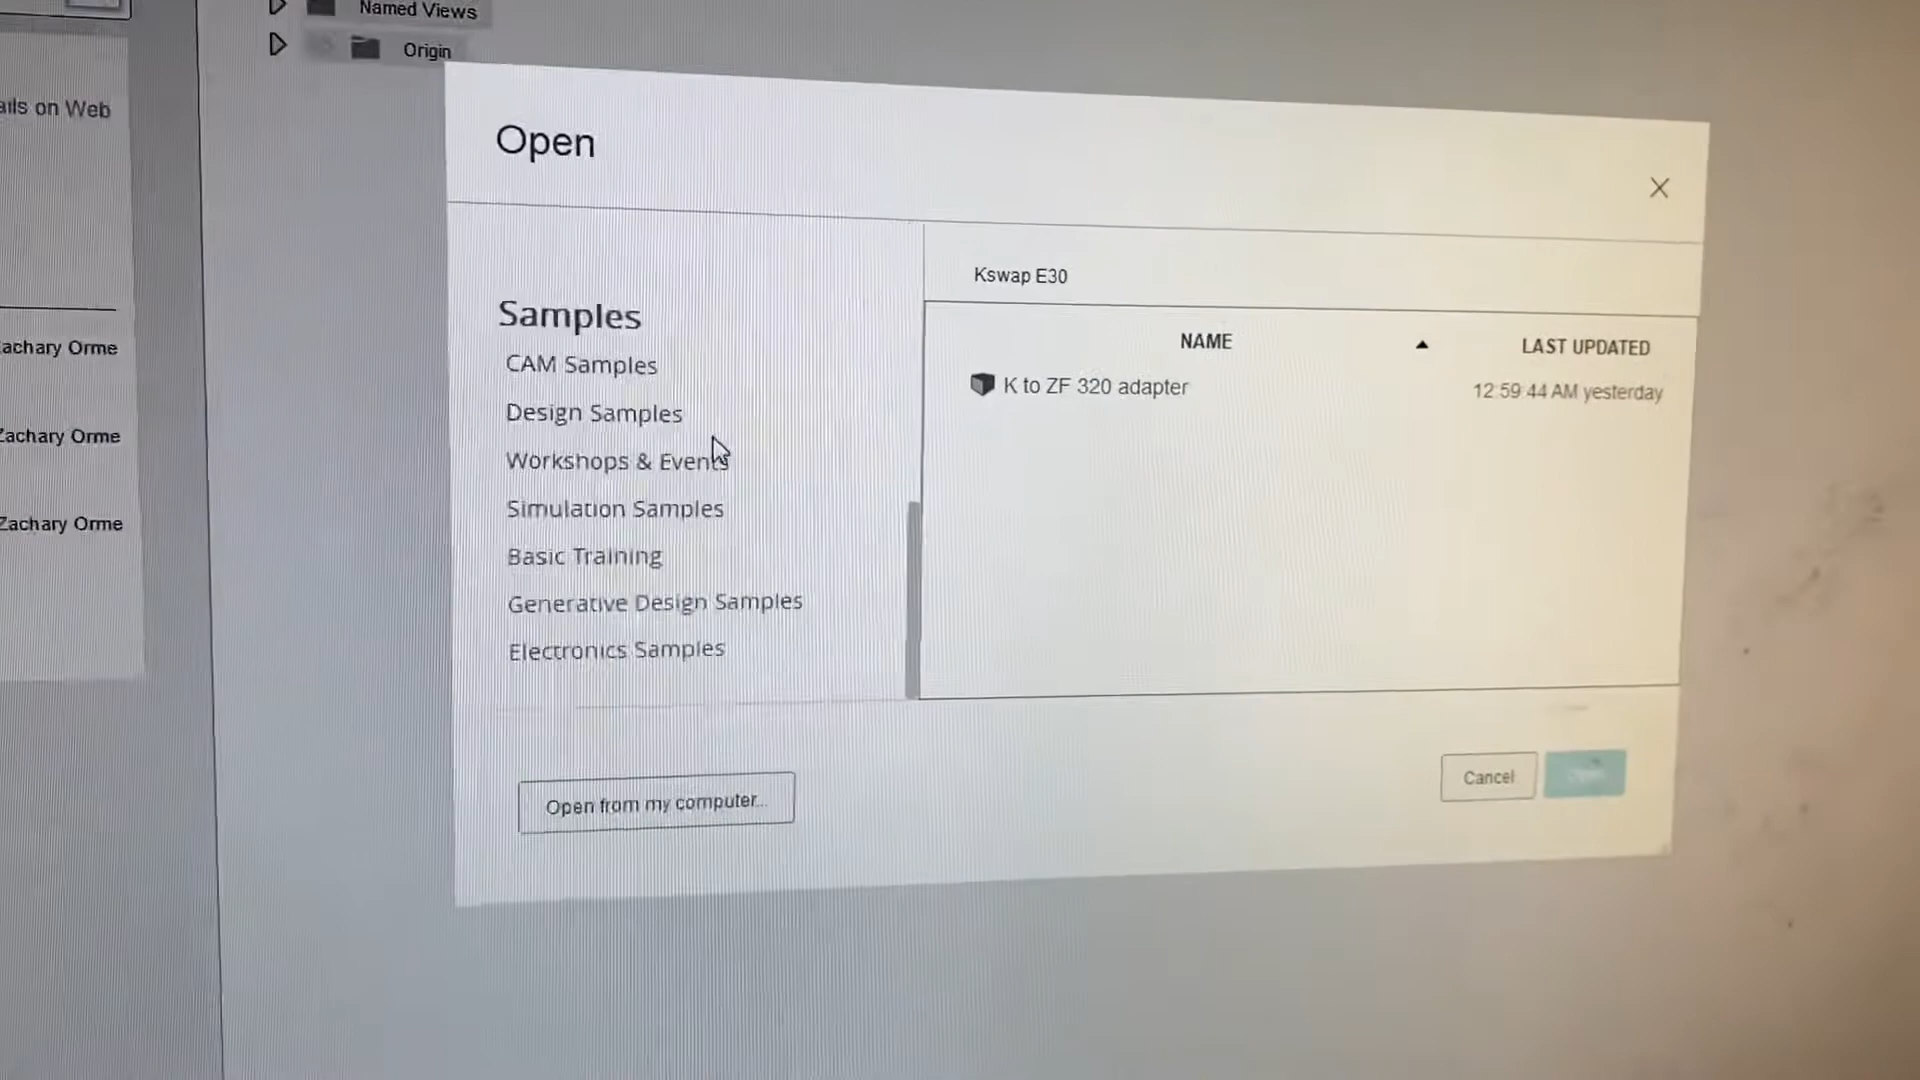 Named Views
Origin
ails on Web
achary Orme
Zachary Orme
Zachary Orme
Open
Samples
CAM Samples
Design Samples
Workshops & Events
Simulation Samples
Basic Training
Generative Design Samples
Electronics Samples
Kswap E30
NAME
LAST UPDATED
K to ZF 320 adapter
12:59:44 AM yesterday
Open from my computer...
Cancel
Open